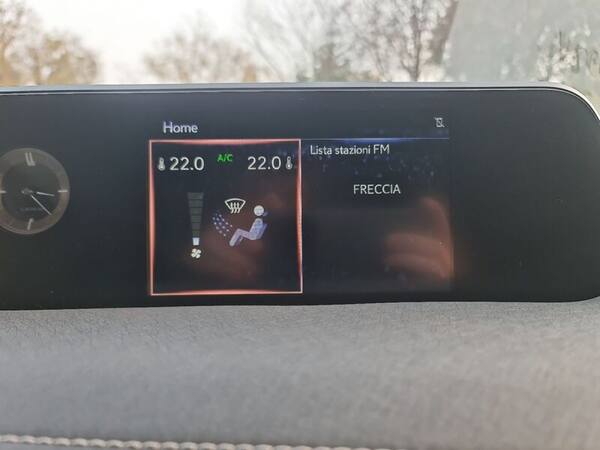 Home
22.0 A/C 22.0
Lista stazioni FM
FRECCIA